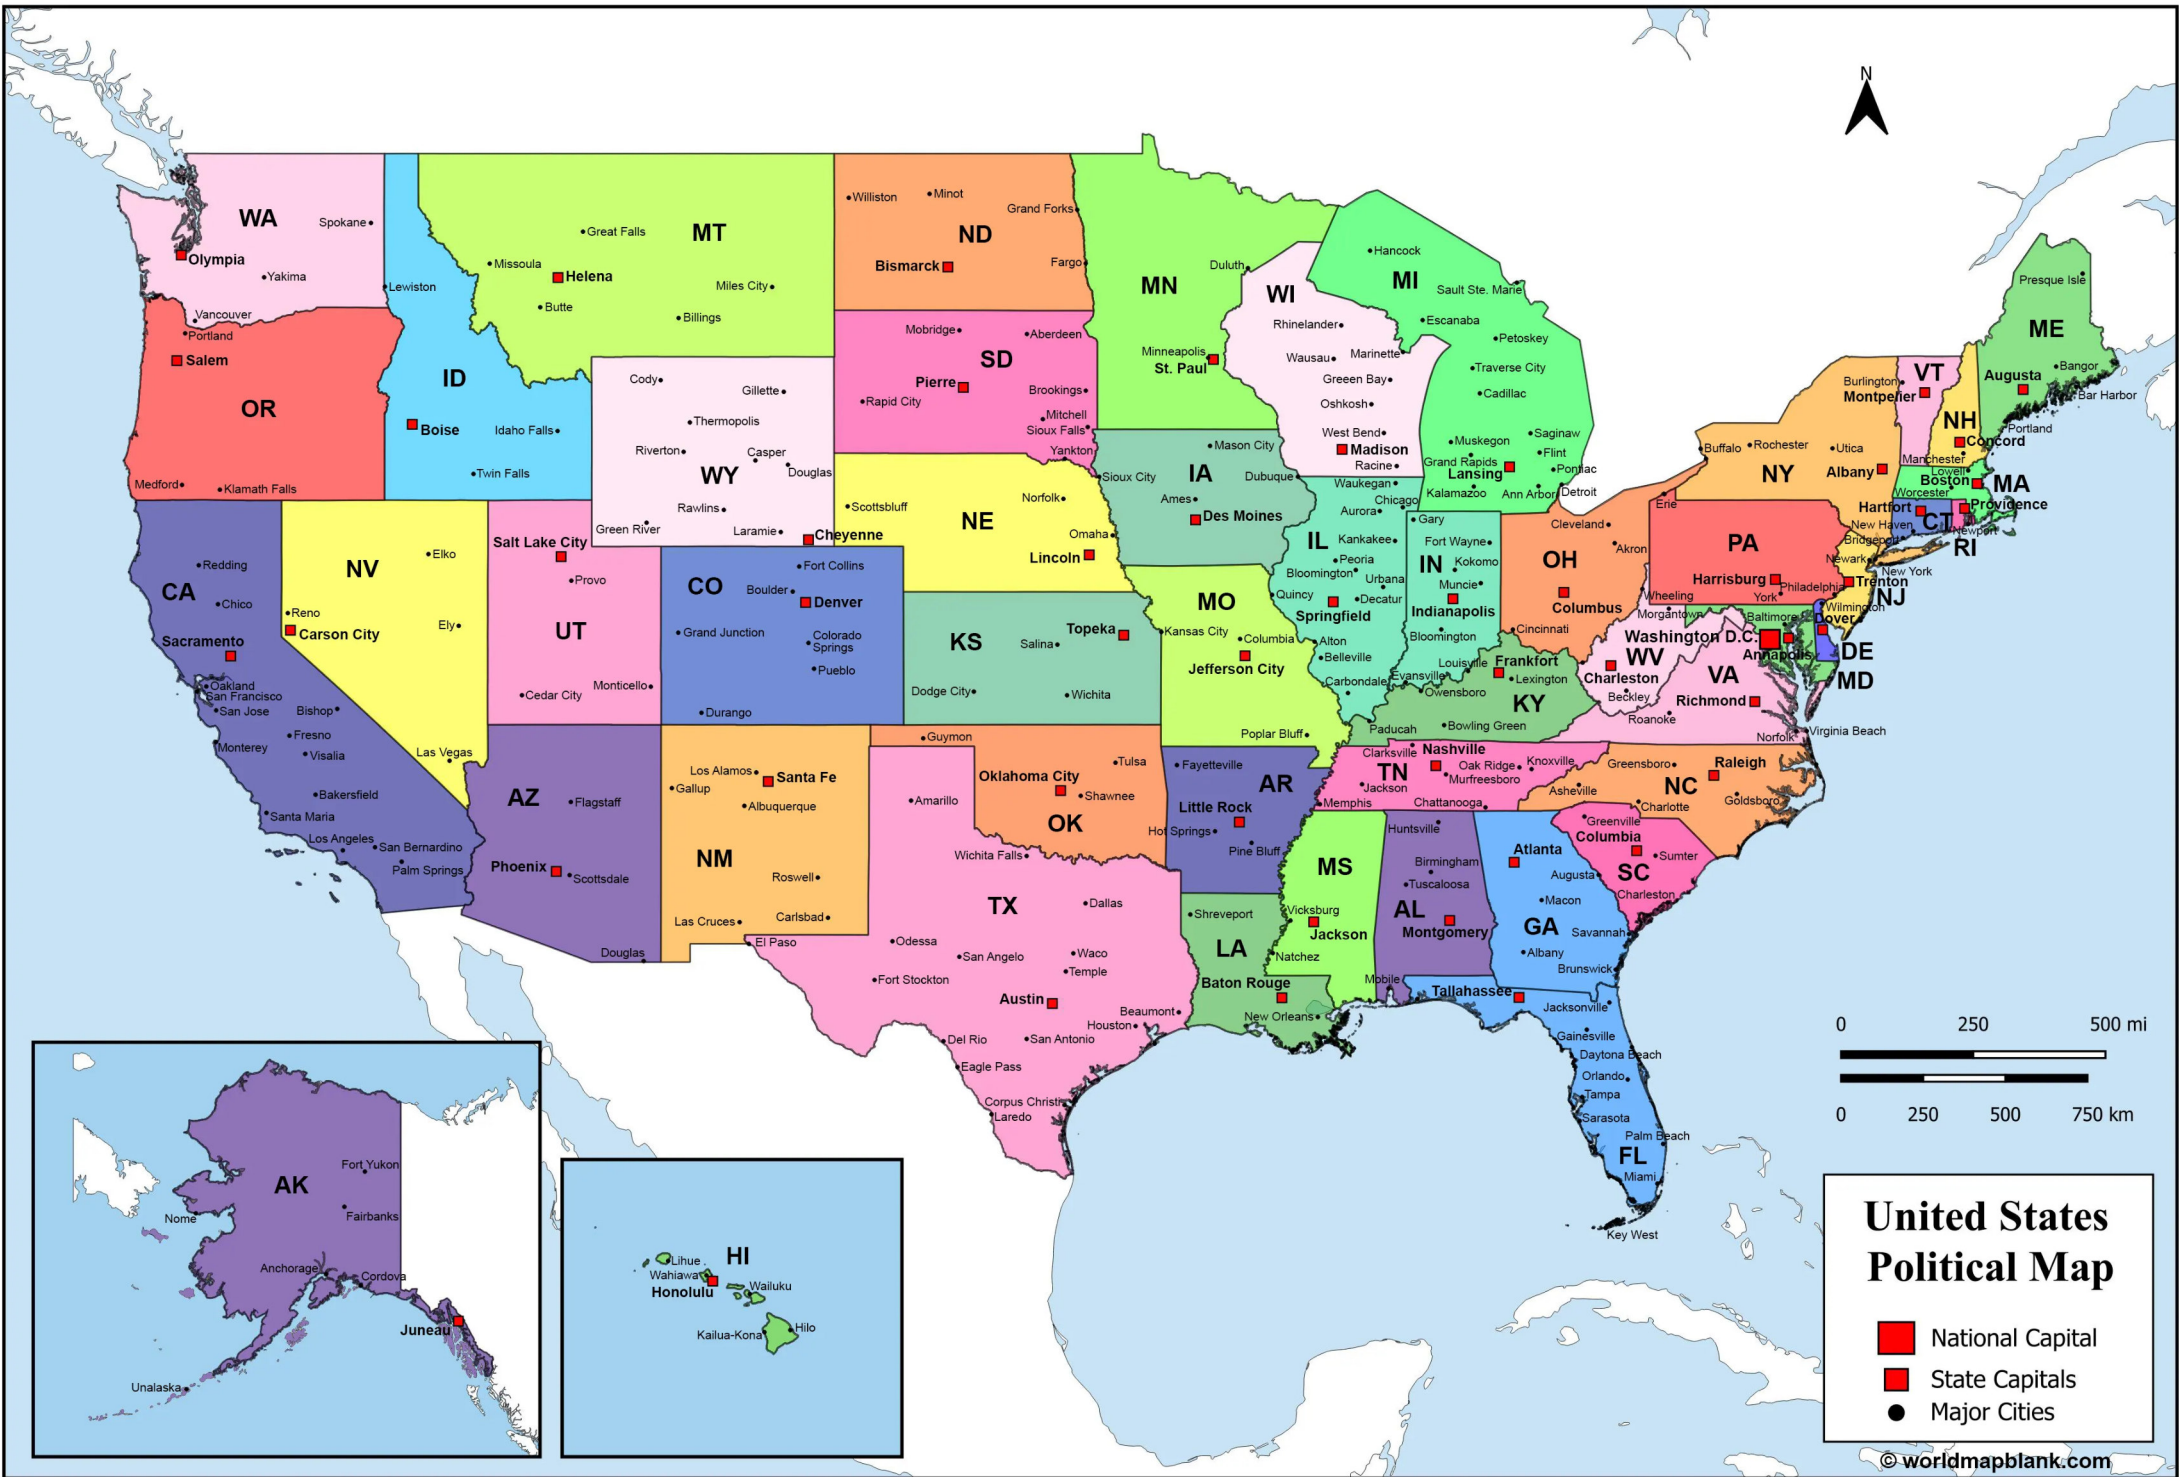 N
WA
Spokane
Olympia
Yakima
Vancouver
Portland
Salem
OR
Medford
Klamath Falls
Lewiston
ID
Boise
Idaho Falls
Twin Falls
MT
Great Falls
Missoula
Helena
Butte
Miles City
Billings
WY
Cody
Gillette
Thermopolis
Riverton
Casper
Douglas
Rawlins
Green River
Laramie
Cheyenne
ND
Williston
Minot
Grand Forks
Bismarck
Fargo
SD
Mobridge
Aberdeen
Pierre
Rapid City
Brookings
Mitchell
Sioux Falls
Yankton
NE
Scottsbluff
Norfolk
Omaha
Lincoln
MN
Duluth
Minneapolis
St. Paul
WI
Rhinelander
Wausau
Marinette
Greeen Bay
Oshkosh
West Bend
Madison
Racine
MI
Hancock
Sault Ste. Marie
Escanaba
Petoskey
Traverse City
Cadillac
Muskegon
Saginaw
Grand Rapids
Flint
Lansing
Pontiac
Kalamazoo
Ann Arbor
Detroit
IA
Mason City
Sioux City
Dubuque
Ames
Des Moines
IL
Waukegan
Chicago
Aurora
Kankakee
Peoria
Bloomington
Urbana
Quincy
Decatur
Springfield
Alton
Belleville
Carbondale
IN
Gary
Fort Wayne
Kokomo
Muncie
Indianapolis
Bloomington
Evansville
OH
Cleveland
Akron
Columbus
Cincinnati
KY
Louisville
Frankfort
Lexington
Owensboro
Paducah
Bowling Green
CA
Redding
Chico
Sacramento
Oakland
San Francisco
San Jose
Bishop
Monterey
Fresno
Visalia
Bakersfield
Santa Maria
Los Angeles
San Bernardino
Palm Springs
NV
Elko
Reno
Carson City
Ely
Las Vegas
UT
Salt Lake City
Provo
Cedar City
Monticello
CO
Fort Collins
Boulder
Denver
Grand Junction
Colorado
Springs
Pueblo
Durango
KS
Topeka
Salina
Dodge City
Wichita
MO
Kansas City
Columbia
Jefferson City
Poplar Bluff
AZ
Flagstaff
Phoenix
Scottsdale
Douglas
NM
Los Alamos
Santa Fe
Gallup
Albuquerque
Roswell
Las Cruces
Carlsbad
OK
Guymon
Oklahoma City
Tulsa
Shawnee
TX
Amarillo
Wichita Falls
Dallas
El Paso
Odessa
San Angelo
Waco
Temple
Fort Stockton
Austin
Beaumont
Houston
Del Rio
San Antonio
Eagle Pass
Corpus Christi
Laredo
AR
Fayetteville
Little Rock
Hot Springs
Pine Bluff
LA
Shreveport
Baton Rouge
New Orleans
MS
Vicksburg
Jackson
Natchez
TN
Clarksville
Nashville
Oak Ridge
Knoxville
Murfreesboro
Jackson
Memphis
Chattanooga
AL
Huntsville
Birmingham
Tuscaloosa
Montgomery
Mobile
GA
Atlanta
Augusta
Macon
Savannah
Albany
Brunswick
FL
Tallahassee
Jacksonville
Gainesville
Daytona Beach
Orlando
Tampa
Sarasota
Palm Beach
Miami
Key West
SC
Greenville
Columbia
Sumter
Charleston
NC
Greensboro
Raleigh
Asheville
Charlotte
Goldsboro
VA
Richmond
Roanoke
Norfolk
Virginia Beach
WV
Wheeling
Morgantown
Charleston
Beckley
Washington D.C.
Baltimore
Annapolis
MD
Dover
DE
Wilmington
PA
Erie
Harrisburg
Philadelphia
York
NJ
Newark
Trenton
NY
Buffalo
Rochester
Utica
Albany
New York
VT
Burlington
Montpelier
NH
Concord
Manchester
ME
Presque Isle
Bangor
Augusta
Bar Harbor
Portland
MA
Lowell
Boston
Worcester
CT
Hartfort
New Haven
Bridgeport
RI
Providence
Newport
AK
Fort Yukon
Fairbanks
Nome
Anchorage
Cordova
Juneau
Unalaska
HI
Lihue
Wahiawa
Honolulu
Wailuku
Kailua-Kona
Hilo
0 250 500 mi
0 250 500 750 km
United States
Political Map
National Capital
State Capitals
Major Cities
© worldmapblank.com